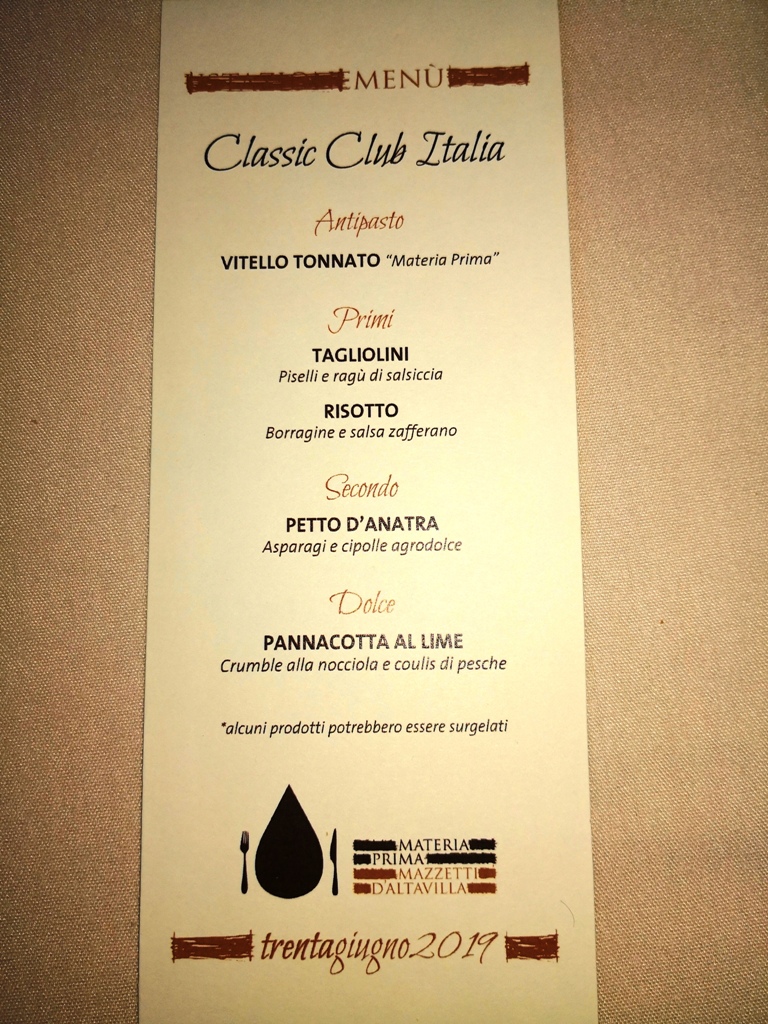 MENÙ
Classic Club Italia
Antipasto
VITELLO TONNATO “Materia Prima”
Primi
TAGLIOLINI
Piselli e ragù di salsiccia
RISOTTO
Borragine e salsa zafferano
Secondo
PETTO D’ANATRA
Asparagi e cipolle agrodolce
Dolce
PANNACOTTA AL LIME
Crumble alla nocciola e coulis di pesche
*alcuni prodotti potrebbero essere surgelati
MATERIA
PRIMA
MAZZETTI
D’ALTAVILLA
trentagiugno2019